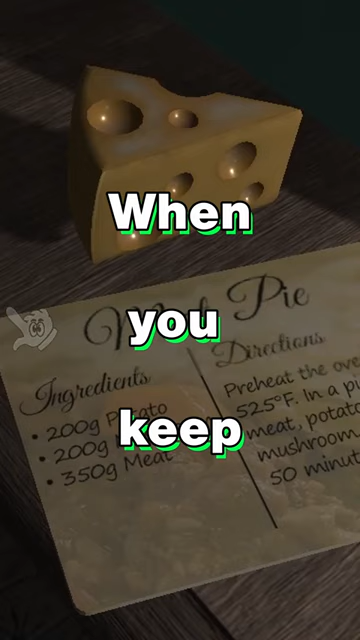 When
you
Pie
keep
Ingredients
• 200g Potato
• 200g
• 350g Meat
Directions
Preheat the ove
525°F. In a p
meat, potato
mushroom
50 minut